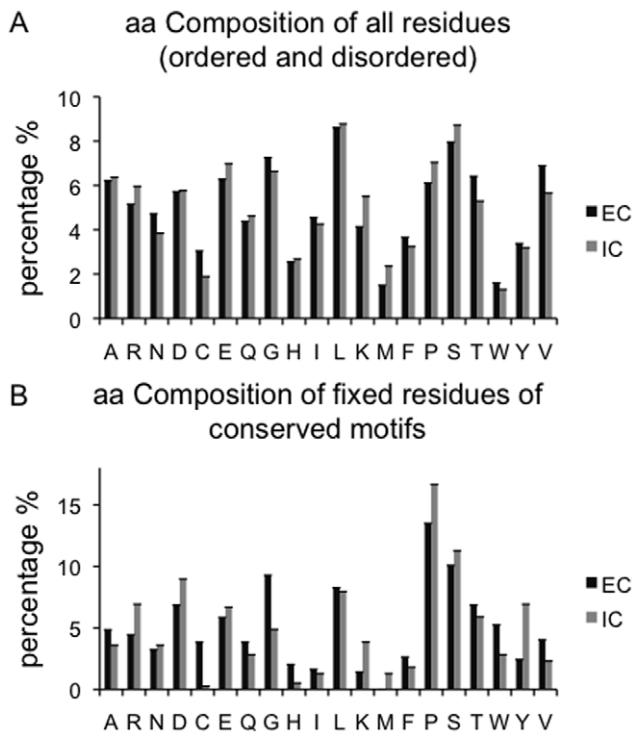 A
aa Composition of all residues
(ordered and disordered)
percentage %
10
8
6
4
2
0
EC
IC
A R N D C E Q G H I L K M F P S T W Y V
B
aa Composition of fixed residues of
conserved motifs
percentage %
15
10
5
0
EC
IC
A R N D C E Q G H I L K M F P S T W Y V